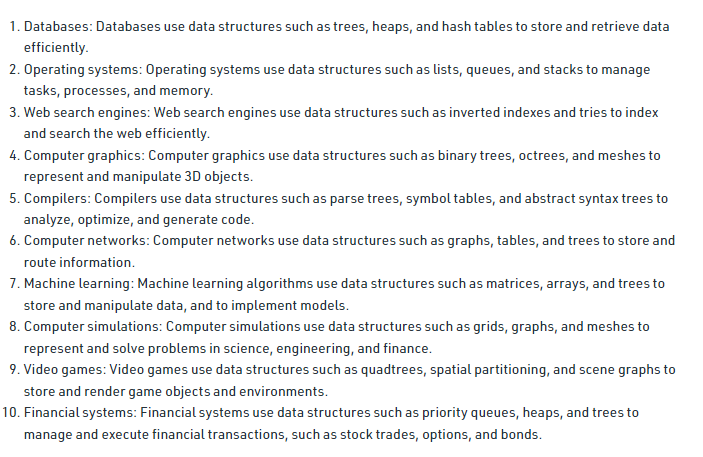 1. Databases: Databases use data structures such as trees, heaps, and hash tables to store and retrieve data
efficiently.
2. Operating systems: Operating systems use data structures such as lists, queues, and stacks to manage
tasks, processes, and memory.
3. Web search engines: Web search engines use data structures such as inverted indexes and tries to index
and search the web efficiently.
4. Computer graphics: Computer graphics use data structures such as binary trees, octrees, and meshes to
represent and manipulate 3D objects.
5. Compilers: Compilers use data structures such as parse trees, symbol tables, and abstract syntax trees to
analyze, optimize, and generate code.
6. Computer networks: Computer networks use data structures such as graphs, tables, and trees to store and
route information.
7. Machine learning: Machine learning algorithms use data structures such as matrices, arrays, and trees to
store and manipulate data, and to implement models.
8. Computer simulations: Computer simulations use data structures such as grids, graphs, and meshes to
represent and solve problems in science, engineering, and finance.
9. Video games: Video games use data structures such as quadtrees, spatial partitioning, and scene graphs to
store and render game objects and environments.
10. Financial systems: Financial systems use data structures such as priority queues, heaps, and trees to
manage and execute financial transactions, such as stock trades, options, and bonds.